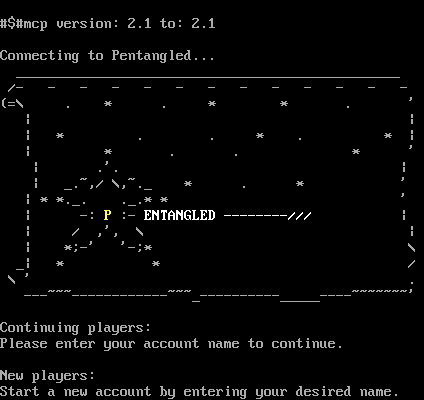 #$#mcp version: 2.1 to: 2.1
Connecting to Pentangled...
-: P :- ENTANGLED --------///
Continuing players:
Please enter your account name to continue.
New players:
Start a new account by entering your desired name.